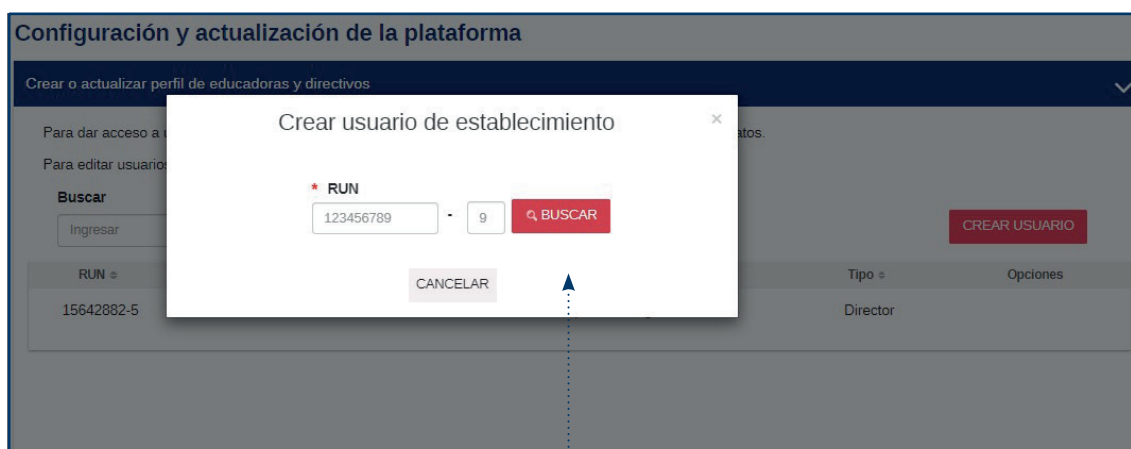 Configuración y actualización de la plataforma
Crear o actualizar perfil de educadoras y directivos
Crear usuario de establecimiento ×
Para dar acceso a atos.
Para editar usuarios
* RUN
Buscar
123456789 - 9 BUSCAR
Ingresar
CREAR USUARIO
CANCELAR
RUN Tipo Opciones
15642882-5 Director